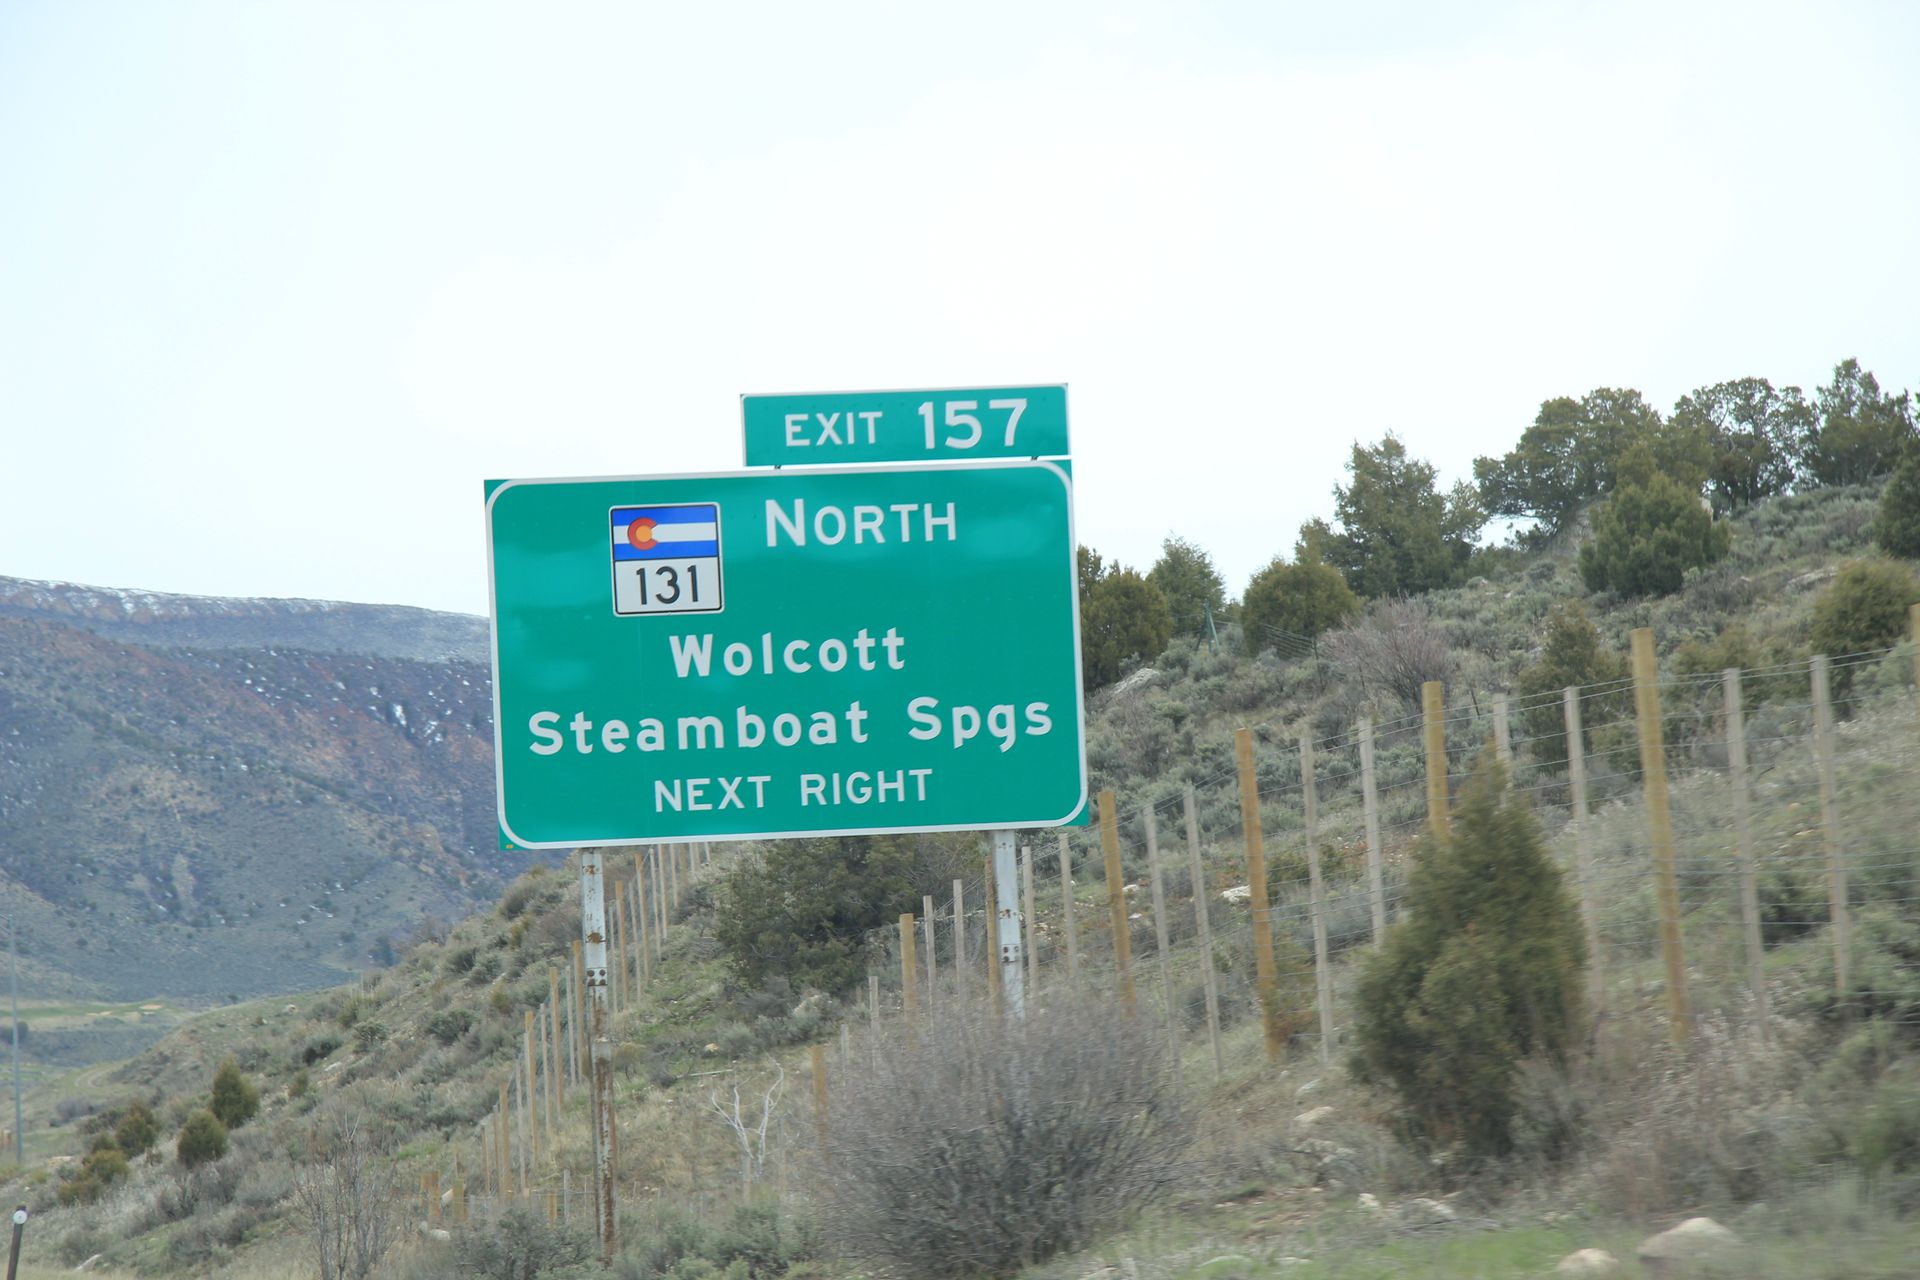 EXIT 157
NORTH
131
Wolcott
Steamboat Spgs
NEXT RIGHT